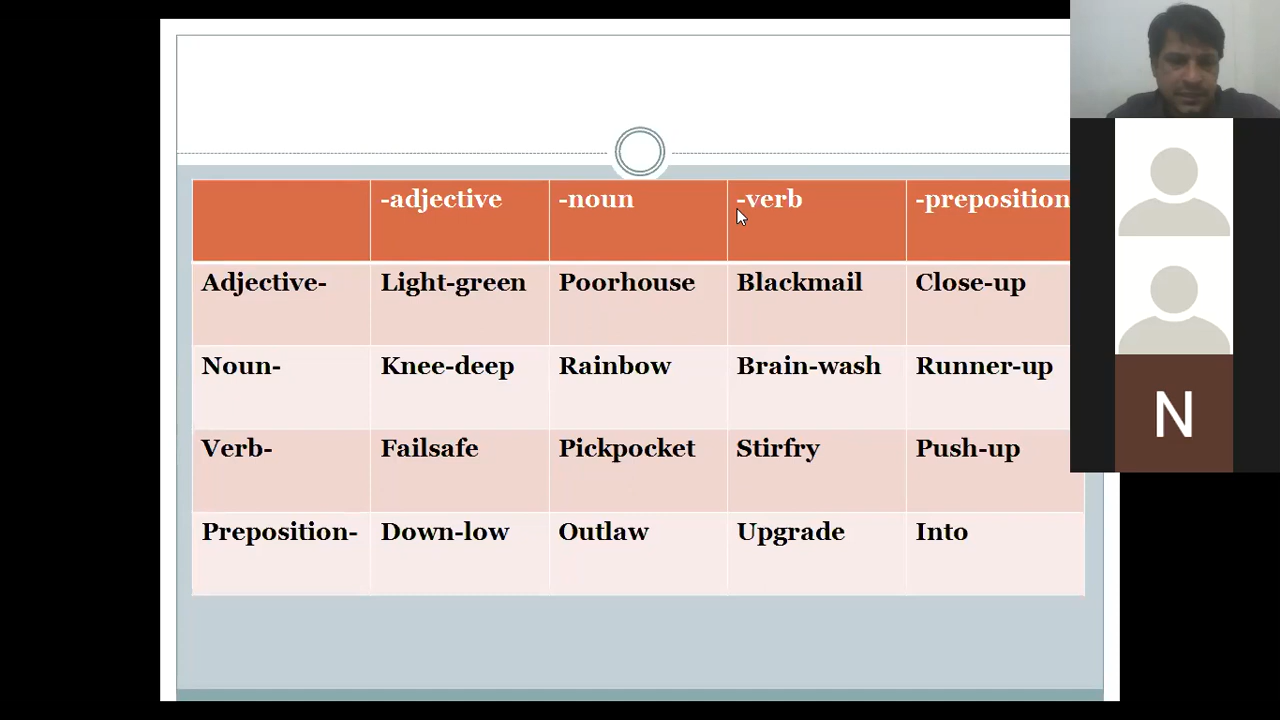 -adjective -noun -verb -preposition
Adjective- Light-green Poorhouse Blackmail Close-up
Noun- Knee-deep Rainbow Brain-wash Runner-up
Verb- Failsafe Pickpocket Stirfry Push-up
Preposition- Down-low Outlaw Upgrade Into
N